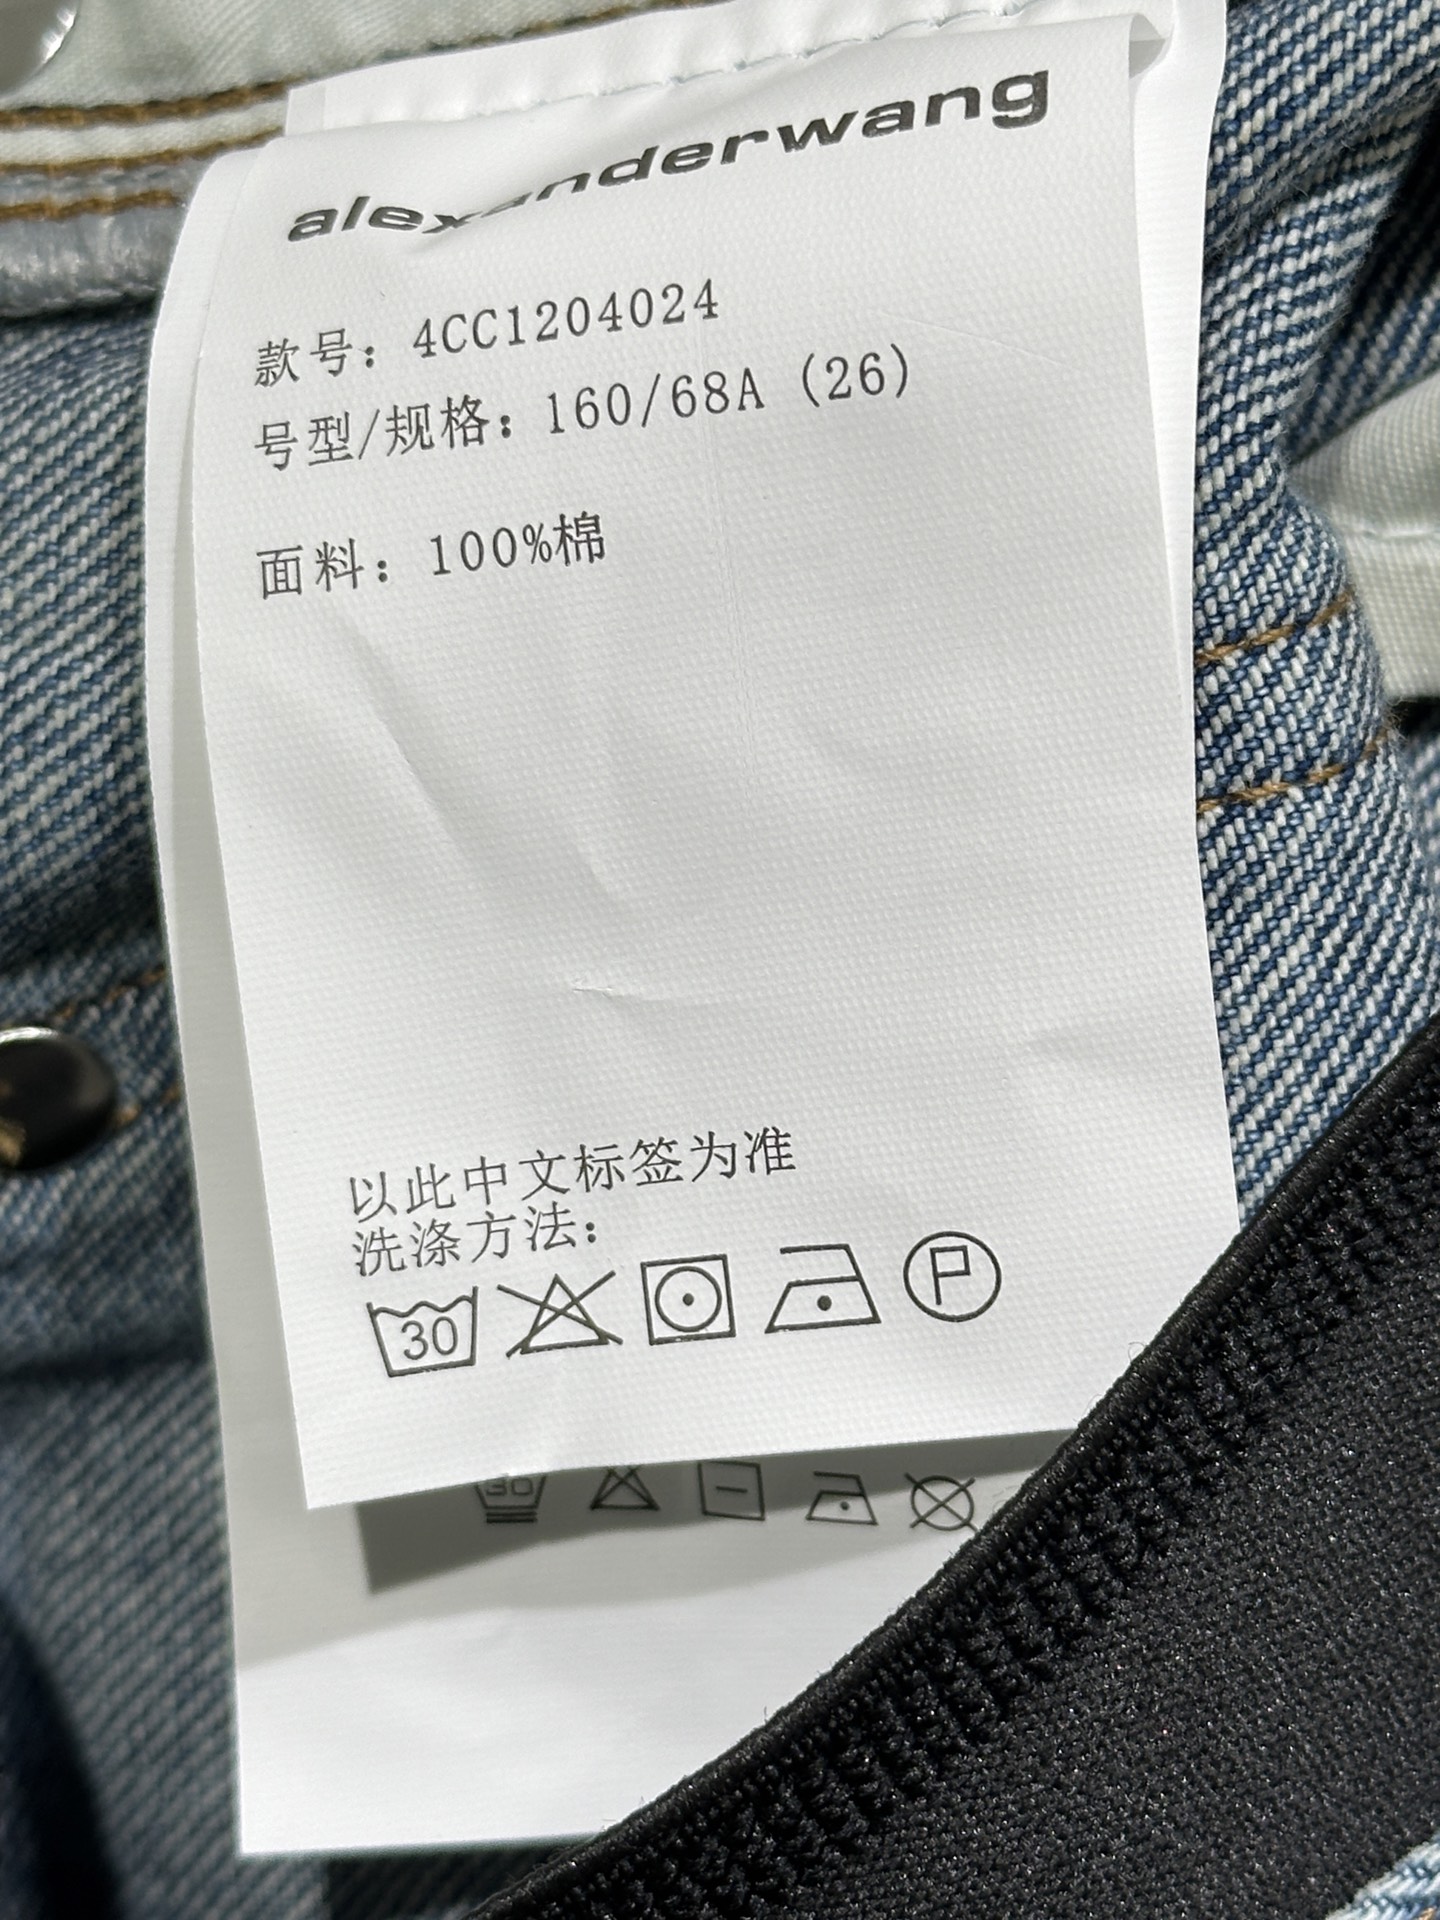 alexanderwang
款号：4CC1204024
号型/规格：160/68A（26）
面料：100%棉
以此中文标签为准
洗涤方法：
30
P
30